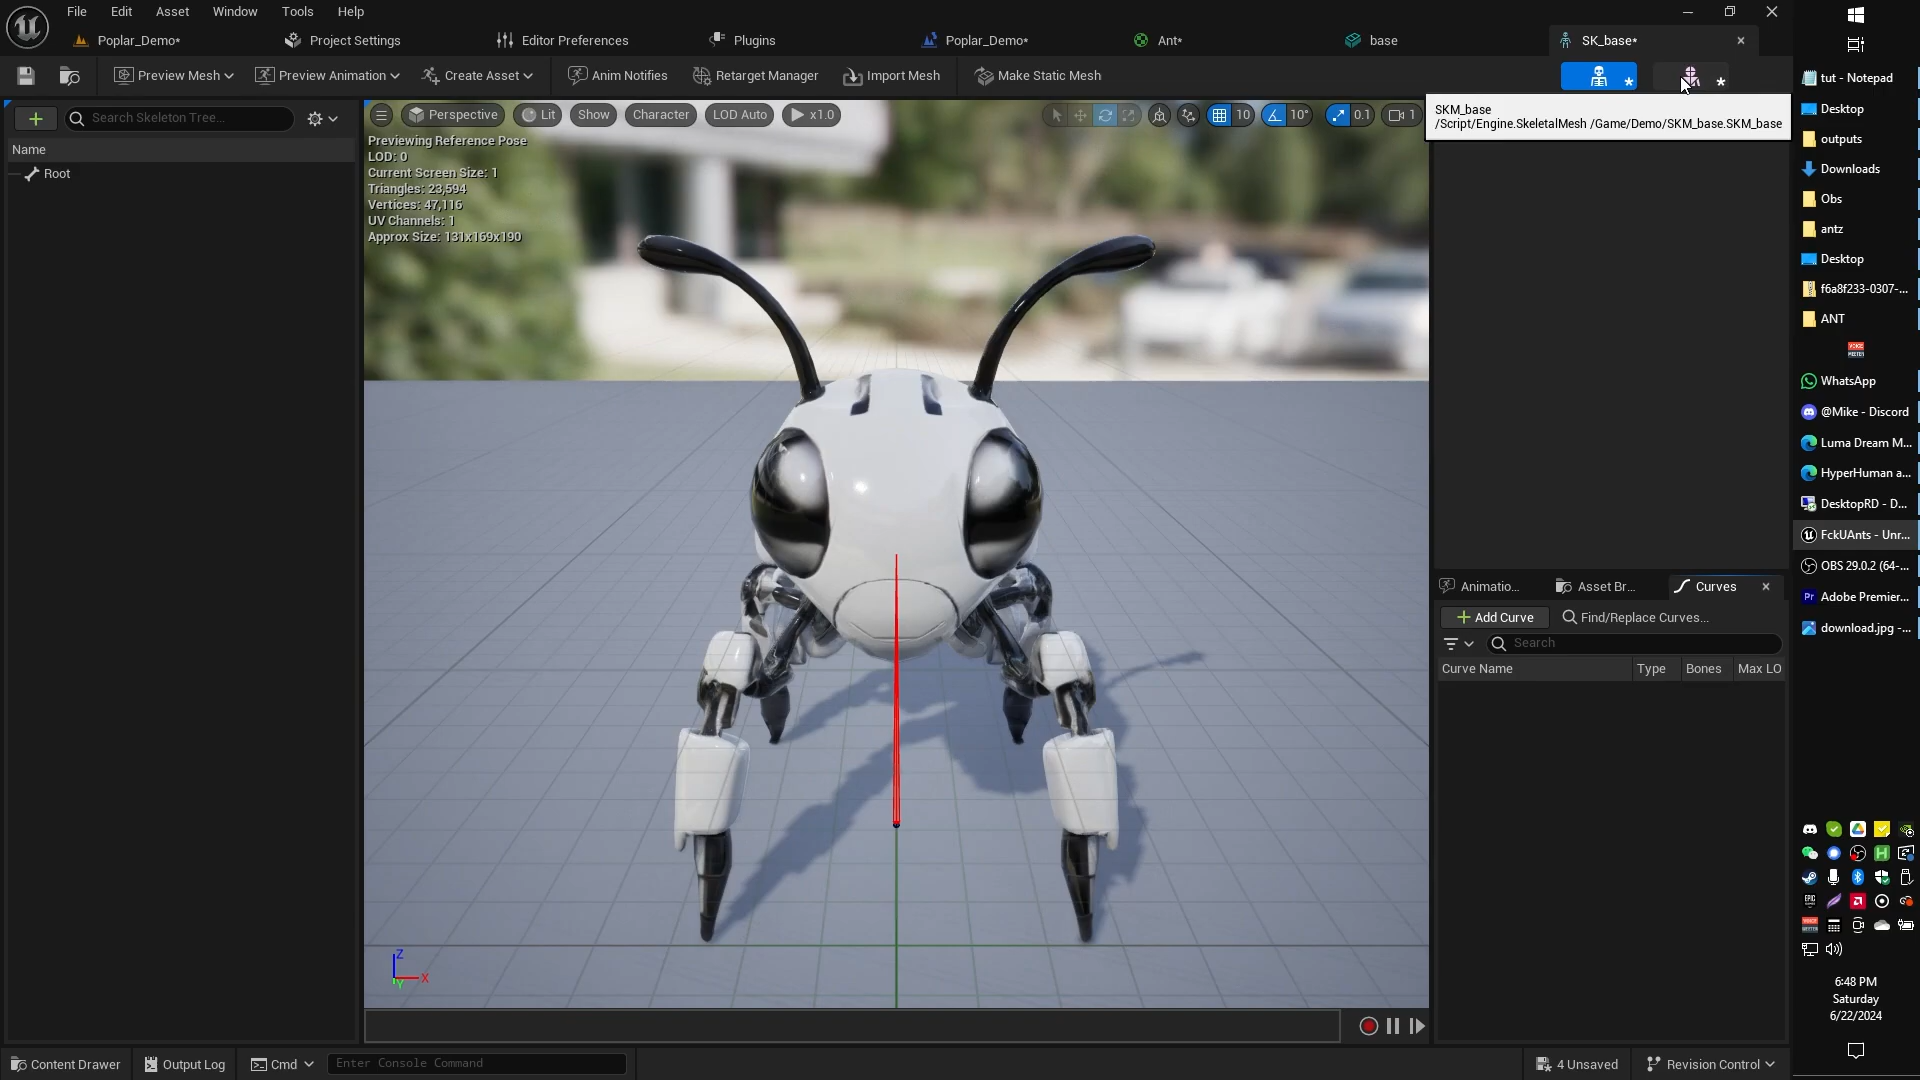 File Edit Asset Window Tools Help
Poplar_Demo* Project Settings Editor Preferences Plugins Poplar_Demo* Ant* base SK_base*
Preview Mesh Preview Animation Create Asset Anim Notifies Retarget Manager Import Mesh Make Static Mesh
SKM_base
/Script/Engine.SkeletalMesh /Game/Demo/SKM_base.SKM_base
Search Skeleton Tree...
Name
Root
Perspective Lit Show Character LOD Auto x1.0 10 10° 0.1 1
Previewing Reference Pose
LOD: 0
Current Screen Size: 1
Triangles: 23,594
Vertices: 47,116
UV Channels: 1
Approx Size: 131x169x190
Z
X
Y
Animatio... Asset Br... Curves
Add Curve Find/Replace Curves...
Search
Curve Name Type Bones Max LO
Content Drawer Output Log Cmd Enter Console Command 4 Unsaved Revision Control
tut - Notepad
Desktop
outputs
Downloads
Obs
antz
Desktop
f6a8f233-0307-...
ANT
WhatsApp
@Mike - Discord
Luma Dream M...
HyperHuman a...
DesktopRD - D...
FckUAnts - Unr...
OBS 29.0.2 (64-...
Adobe Premier...
download.jpg -...
6:48 PM
Saturday
6/22/2024